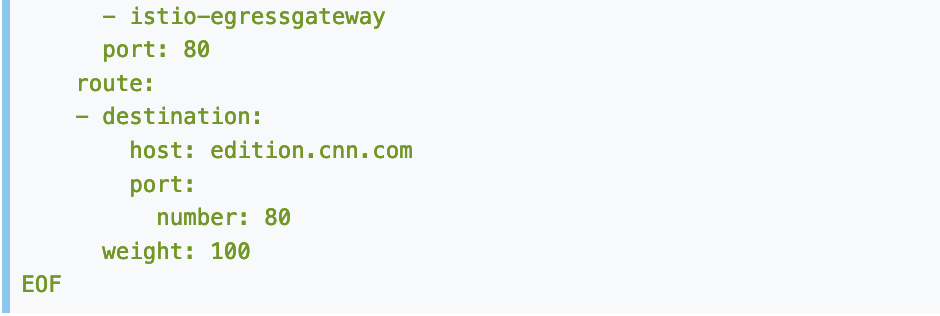 - istio-egressgateway
port: 80
route:
- destination:
host: edition.cnn.com
port:
number: 80
weight: 100
EOF